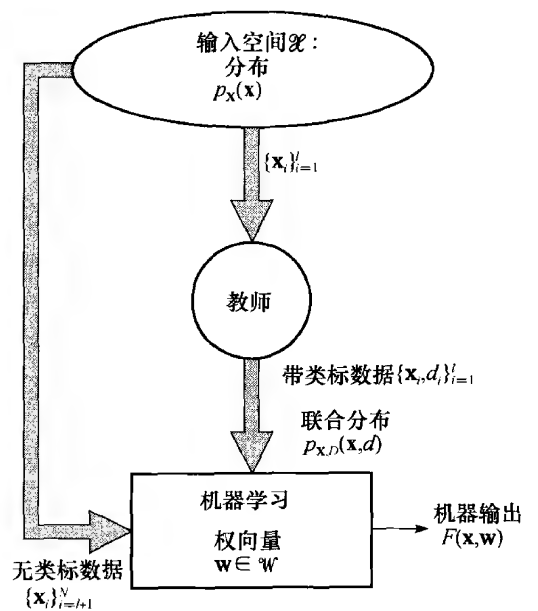 输入空间𝒳:
分布
p_X(x)
{x_i}_{i=1}^l
教师
带类标数据{x_i,d_i}_{i=1}^l
联合分布
p_{X,D}(x,d)
机器学习
权向量
w∈𝒲
机器输出
F(x,w)
无类标数据
{x_i}_{i=l+1}^N